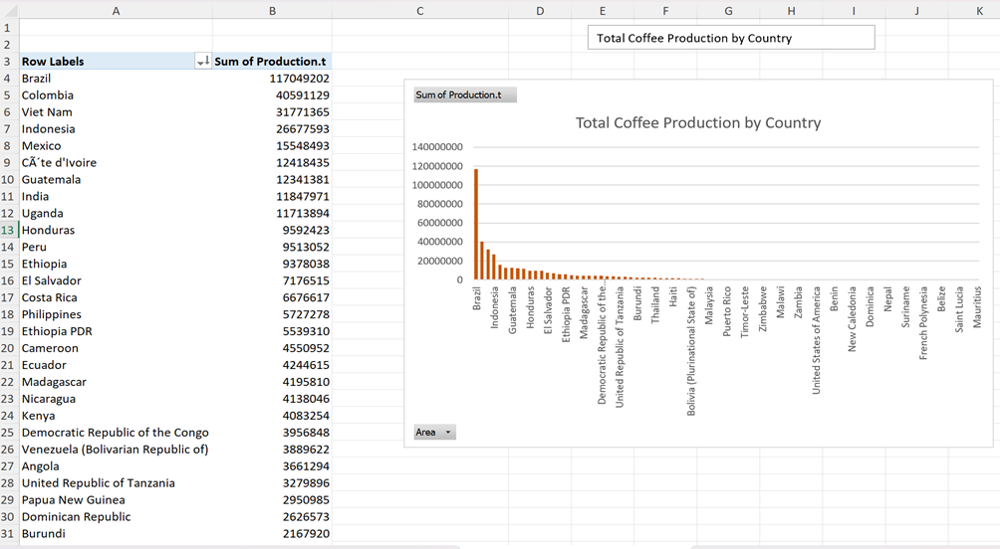 A B C D E F G H I J K
1
2 Total Coffee Production by Country
3 Row Labels Sum of Production.t
4 Brazil 117049202
5 Colombia 40591129
6 Viet Nam 31771365
7 Indonesia 26677593
8 Mexico 15548493
9 CÃ´te d'Ivoire 12418435
10 Guatemala 12341381
11 India 11847971
12 Uganda 11713894
13 Honduras 9592423
14 Peru 9513052
15 Ethiopia 9378038
16 El Salvador 7176515
17 Costa Rica 6676617
18 Philippines 5727278
19 Ethiopia PDR 5539310
20 Cameroon 4550952
21 Ecuador 4244615
22 Madagascar 4195810
23 Nicaragua 4138046
24 Kenya 4083254
25 Democratic Republic of the Congo 3956848
26 Venezuela (Bolivarian Republic of) 3889622
27 Angola 3661294
28 United Republic of Tanzania 3279896
29 Papua New Guinea 2950985
30 Dominican Republic 2626573
31 Burundi 2167920
Sum of Production.t
Total Coffee Production by Country
140000000
120000000
100000000
80000000
60000000
40000000
20000000
0
Brazil
Indonesia
Guatemala
Honduras
El Salvador
Ethiopia PDR
Madagascar
Democratic Republic of the...
United Republic of Tanzania
Burundi
Thailand
Haiti
Bolivia (Plurinational State of)
Malaysia
Puerto Rico
Timor-Leste
Zimbabwe
Malawi
Zambia
United States of America
Benin
New Caledonia
Dominica
Nepal
Suriname
French Polynesia
Belize
Saint Lucia
Mauritius
Area